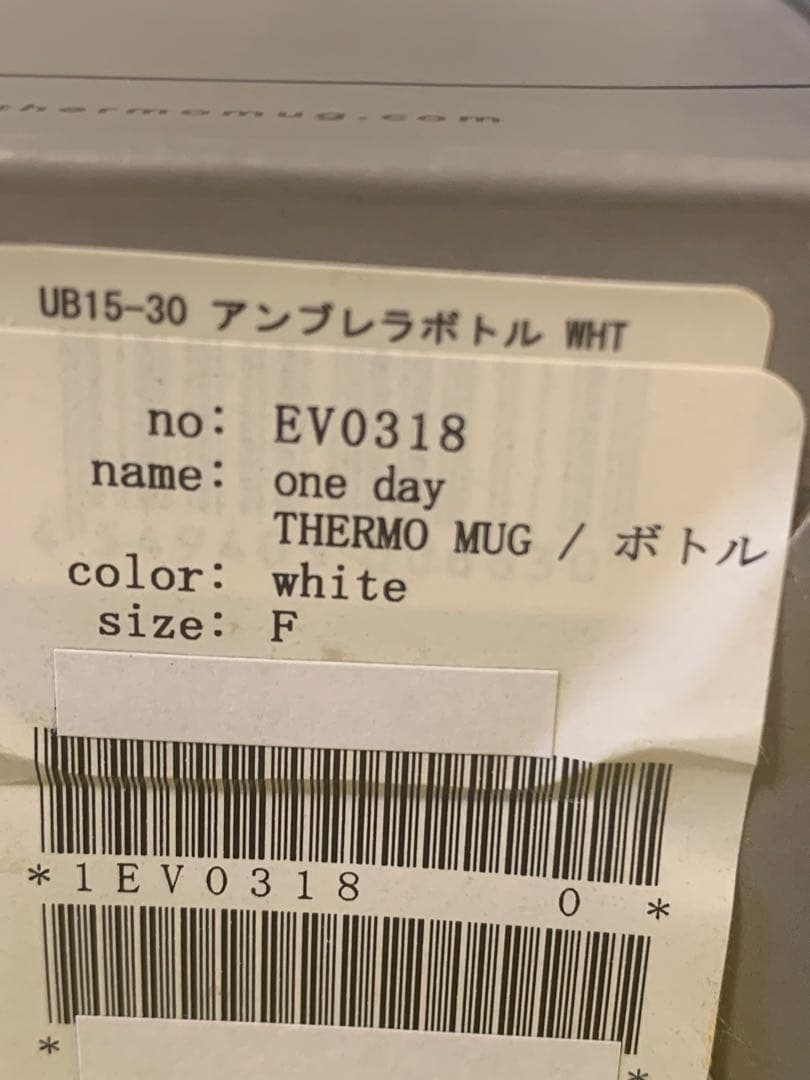 thermomug.com
UB15-30 アンブレラボトル WHT
no: EV0318
name: one day
THERMO MUG / ボトル
color: white
size: F
*1EV0318 0 *
* *